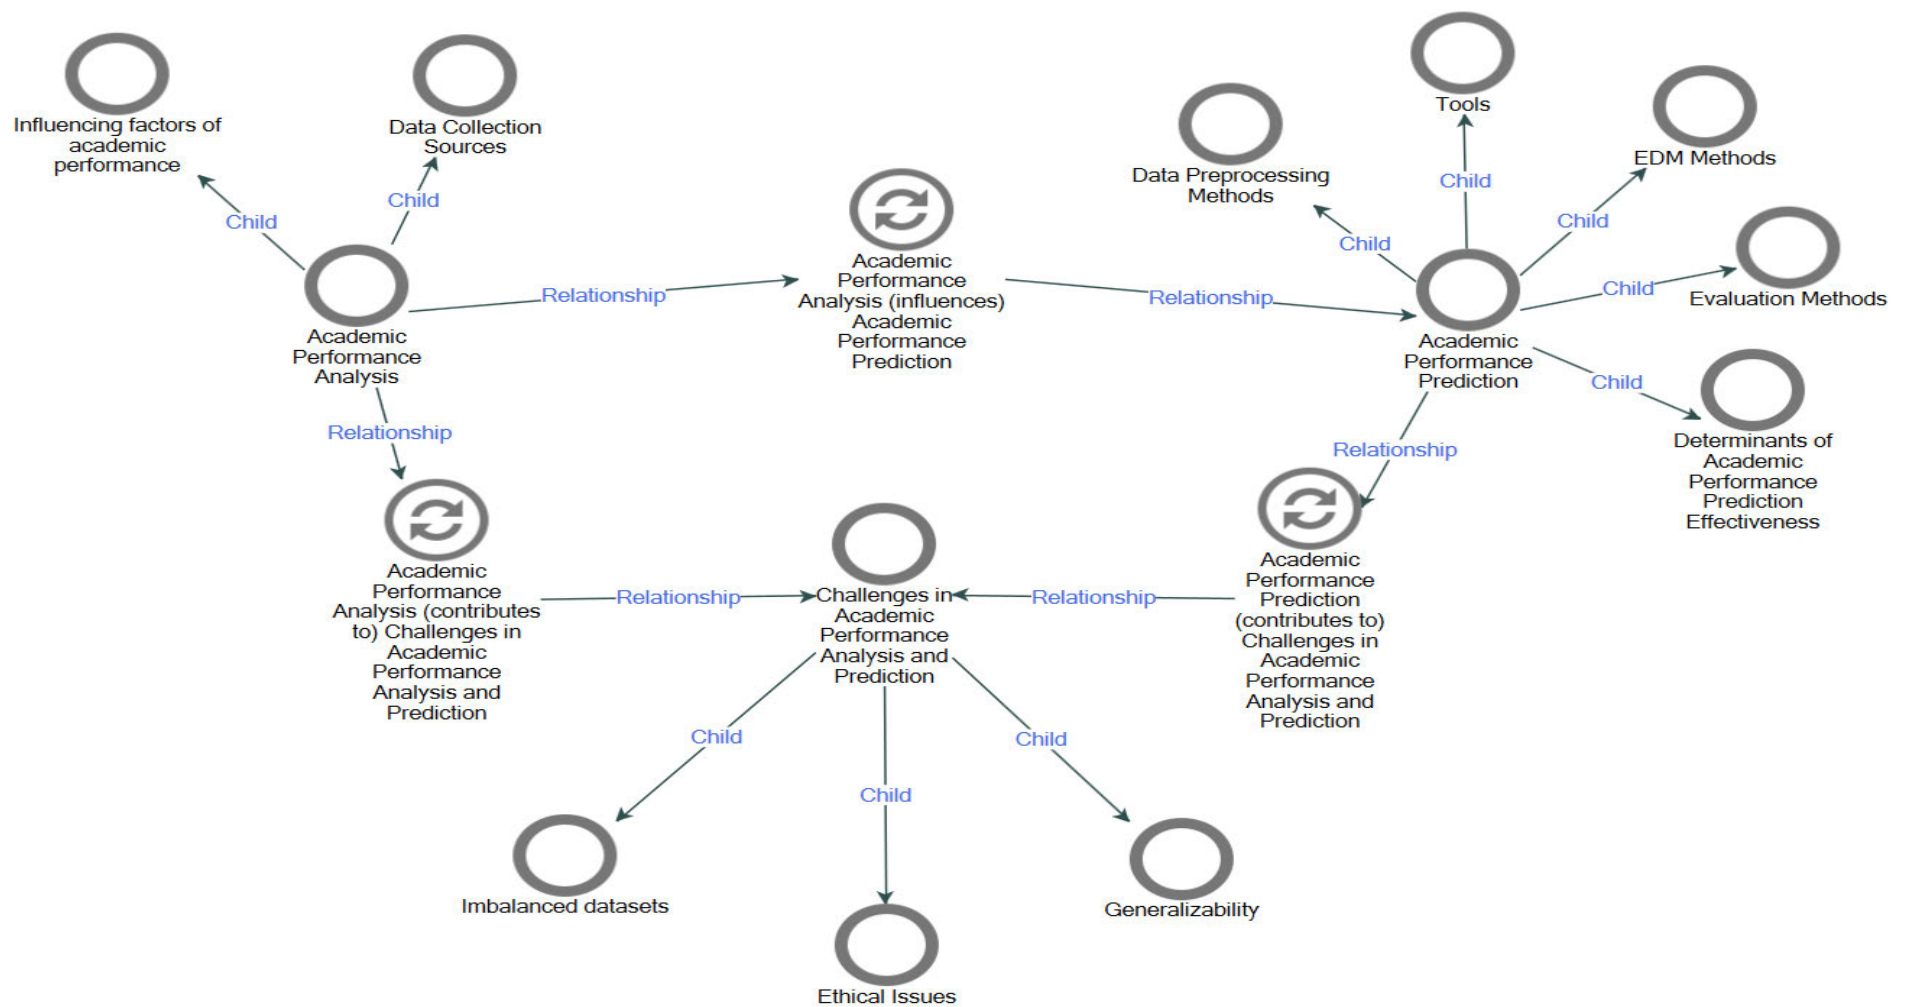 Influencing factors of
academic
performance
Data Collection
Sources
Child
Child
Academic
Performance
Analysis
Relationship
Academic
Performance
Analysis (influences)
Academic
Performance
Prediction
Relationship
Tools
Data Preprocessing
Methods
EDM Methods
Child
Child
Child
Child
Evaluation Methods
Academic
Performance
Prediction
Child
Determinants of
Academic
Performance
Prediction
Effectiveness
Relationship
Relationship
Academic
Performance
Analysis (contributes
to) Challenges in
Academic
Performance
Analysis and
Prediction
Relationship
Challenges in
Academic
Performance
Analysis and
Prediction
Relationship
Academic
Performance
Prediction
(contributes to)
Challenges in
Academic
Performance
Analysis and
Prediction
Child
Child
Child
Imbalanced datasets
Ethical Issues
Generalizability